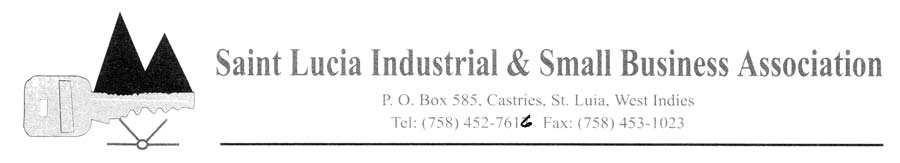 Saint Lucia Industrial & Small Business Association
P. O. Box 585, Castries, St. Luia, West Indies
Tel: (758) 452-7616 Fax: (758) 453-1023